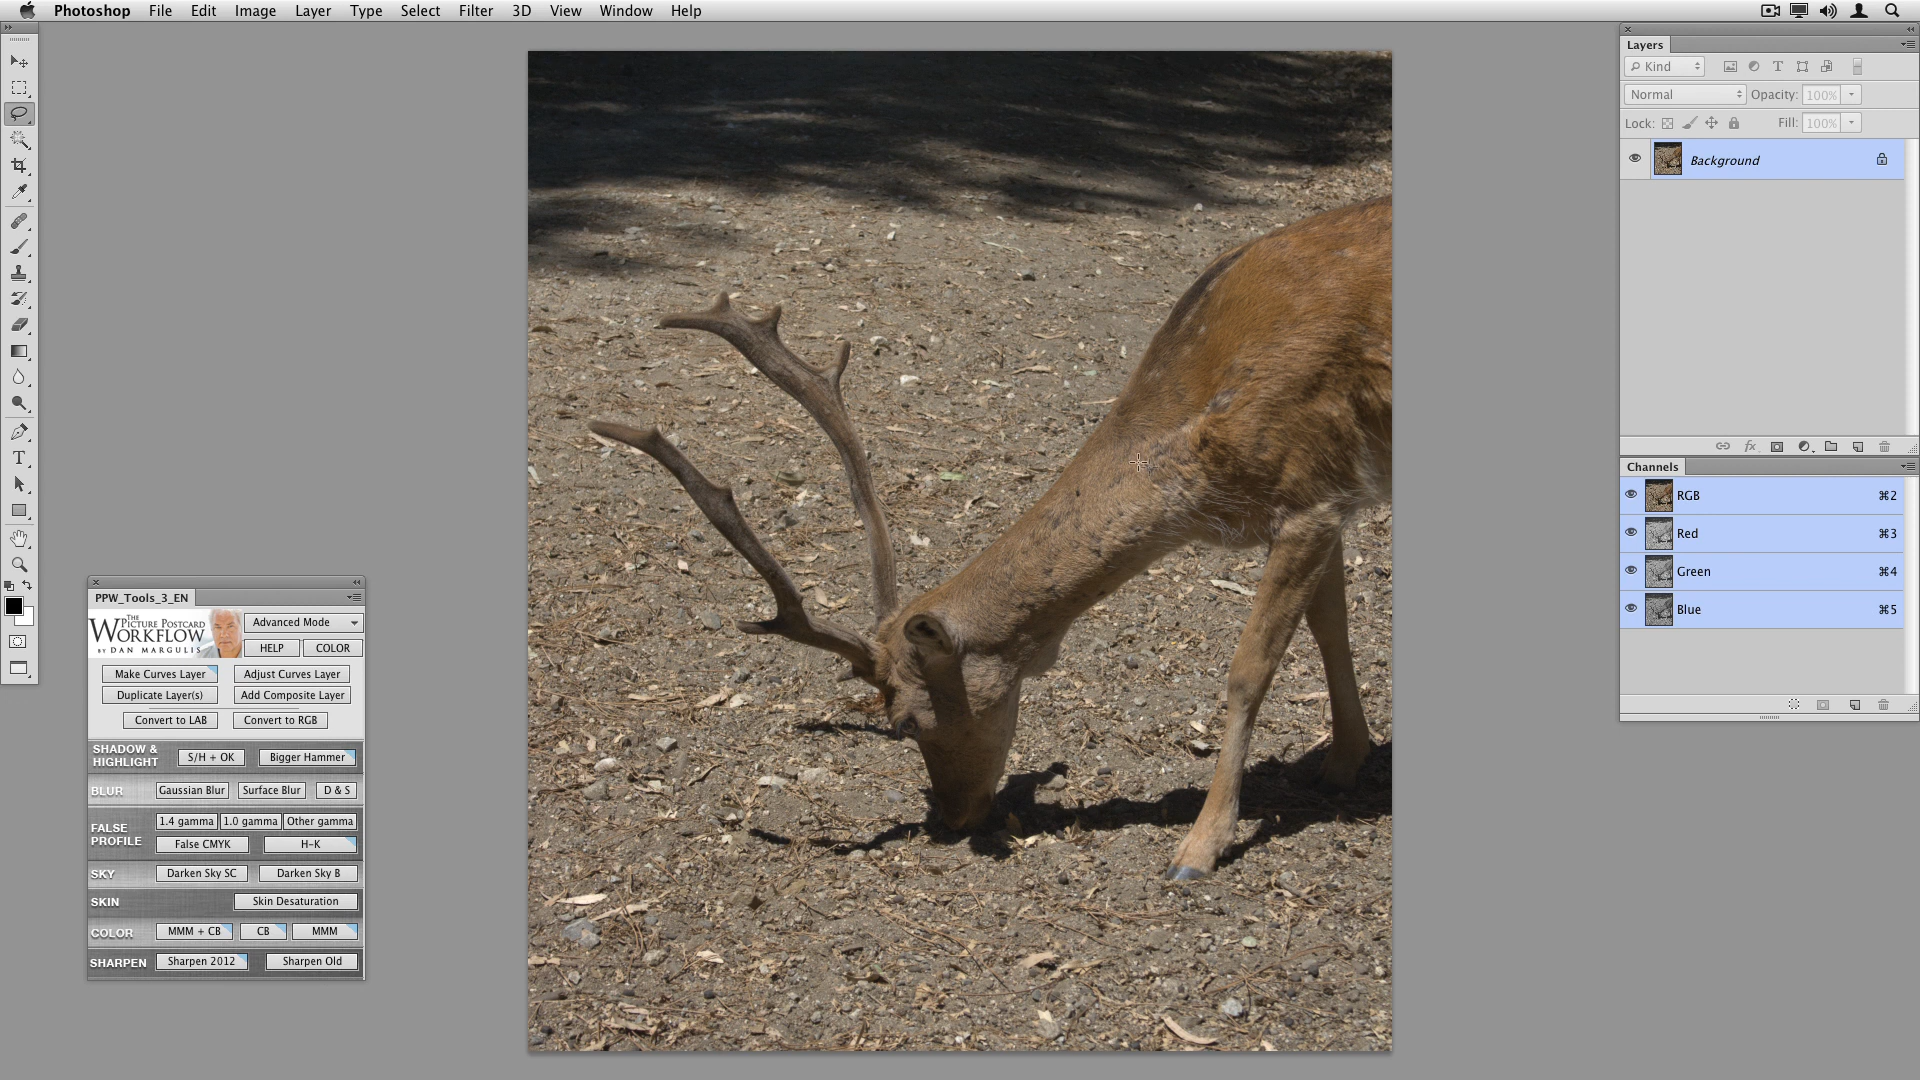 Photoshop File Edit Image Layer Type Select Filter 3D View Window Help
Layers
Kind
Normal Opacity: 100%
Lock: Fill: 100%
Background
Channels
RGB ⌘2
Red ⌘3
Green ⌘4
Blue ⌘5
PPW_Tools_3_EN
THE
PICTURE POSTCARD
WORKFLOW
BY DAN MARGULIS
Advanced Mode
HELP COLOR
Make Curves Layer Adjust Curves Layer
Duplicate Layer(s) Add Composite Layer
Convert to LAB Convert to RGB
SHADOW &
HIGHLIGHT S/H + OK Bigger Hammer
BLUR Gaussian Blur Surface Blur D & S
FALSE
PROFILE 1.4 gamma 1.0 gamma Other gamma
False CMYK H-K
SKY Darken Sky SC Darken Sky B
SKIN Skin Desaturation
COLOR MMM + CB CB MMM
SHARPEN Sharpen 2012 Sharpen Old